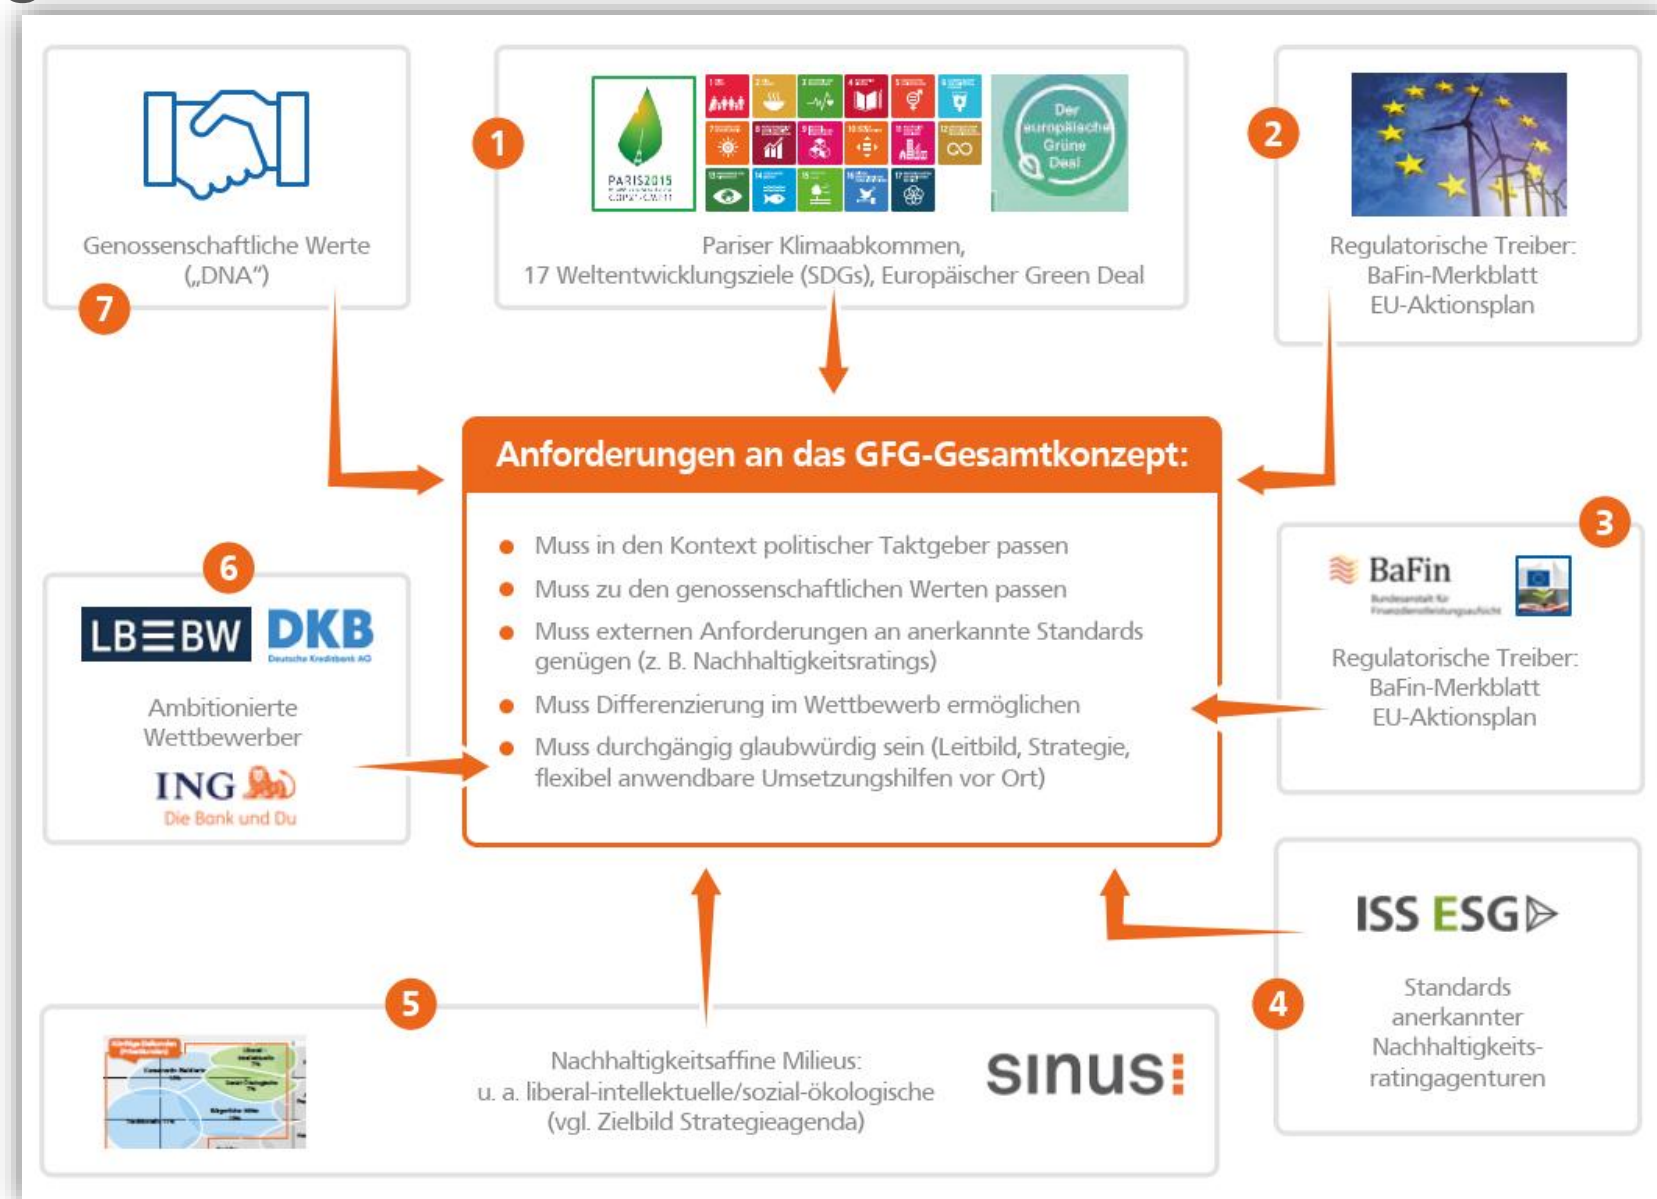 Genossenschaftliche Werte
(„DNA“)
7
1
PARIS2015
Der
europäische
Grüne
Deal
Pariser Klimaabkommen,
17 Weltentwicklungsziele (SDGs), Europäischer Green Deal
2
Regulatorische Treiber:
BaFin-Merkblatt
EU-Aktionsplan
Anforderungen an das GFG-Gesamtkonzept:
Muss in den Kontext politischer Taktgeber passen
Muss zu den genossenschaftlichen Werten passen
Muss externen Anforderungen an anerkannte Standards
genügen (z. B. Nachhaltigkeitsratings)
Muss Differenzierung im Wettbewerb ermöglichen
Muss durchgängig glaubwürdig sein (Leitbild, Strategie,
flexibel anwendbare Umsetzungshilfen vor Ort)
3
BaFin
Bundesanstalt für
Finanzdienstleistungsaufsicht
Regulatorische Treiber:
BaFin-Merkblatt
EU-Aktionsplan
6
LBBW DKB
Deutsche Kreditbank AG
Ambitionierte
Wettbewerber
ING
Die Bank und Du
4
ISS ESG
Standards
anerkannter
Nachhaltigkeits-
ratingagenturen
5
Nachhaltigkeitsaffine Milieus:
u. a. liberal-intellektuelle/sozial-ökologische
(vgl. Zielbild Strategieagenda)
sinus